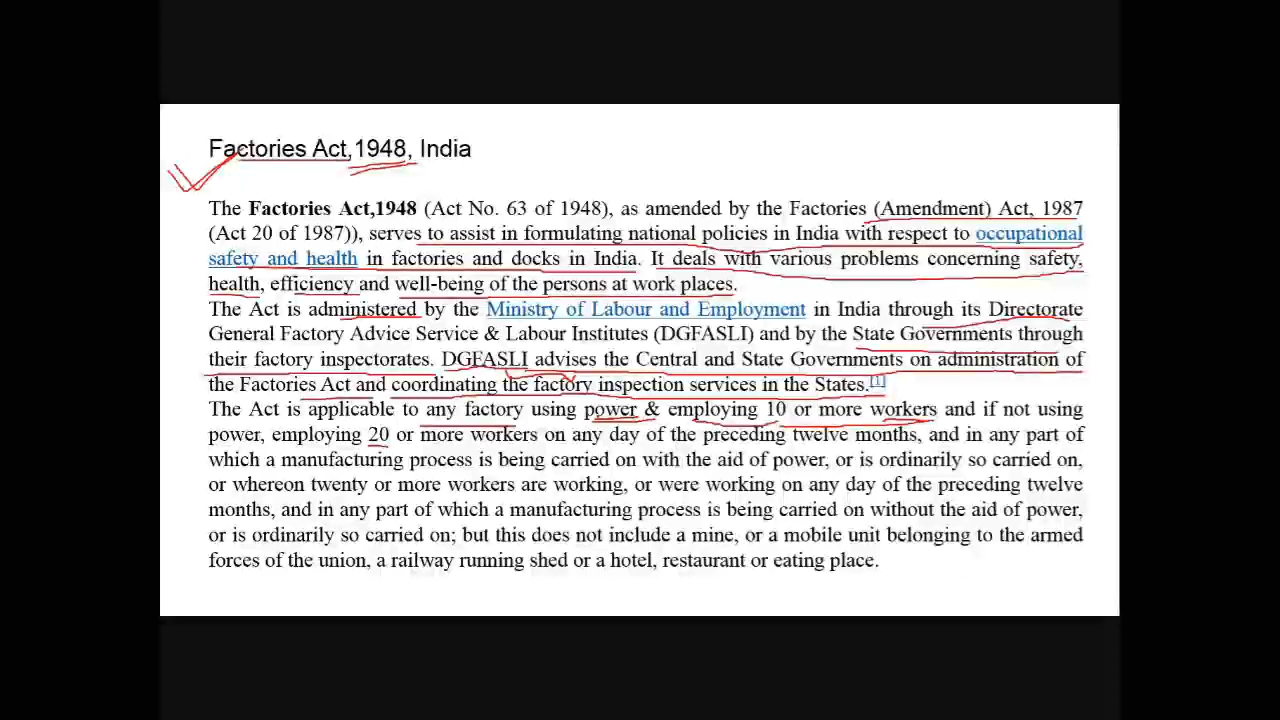 Factories Act,1948, India
The Factories Act,1948 (Act No. 63 of 1948), as amended by the Factories (Amendment) Act, 1987
(Act 20 of 1987)), serves to assist in formulating national policies in India with respect to occupational
safety and health in factories and docks in India. It deals with various problems concerning safety,
health, efficiency and well-being of the persons at work places.
The Act is administered by the Ministry of Labour and Employment in India through its Directorate
General Factory Advice Service & Labour Institutes (DGFASLI) and by the State Governments through
their factory inspectorates. DGFASLI advises the Central and State Governments on administration of
the Factories Act and coordinating the factory inspection services in the States.[1]
The Act is applicable to any factory using power & employing 10 or more workers and if not using
power, employing 20 or more workers on any day of the preceding twelve months, and in any part of
which a manufacturing process is being carried on with the aid of power, or is ordinarily so carried on,
or whereon twenty or more workers are working, or were working on any day of the preceding twelve
months, and in any part of which a manufacturing process is being carried on without the aid of power,
or is ordinarily so carried on; but this does not include a mine, or a mobile unit belonging to the armed
forces of the union, a railway running shed or a hotel, restaurant or eating place.